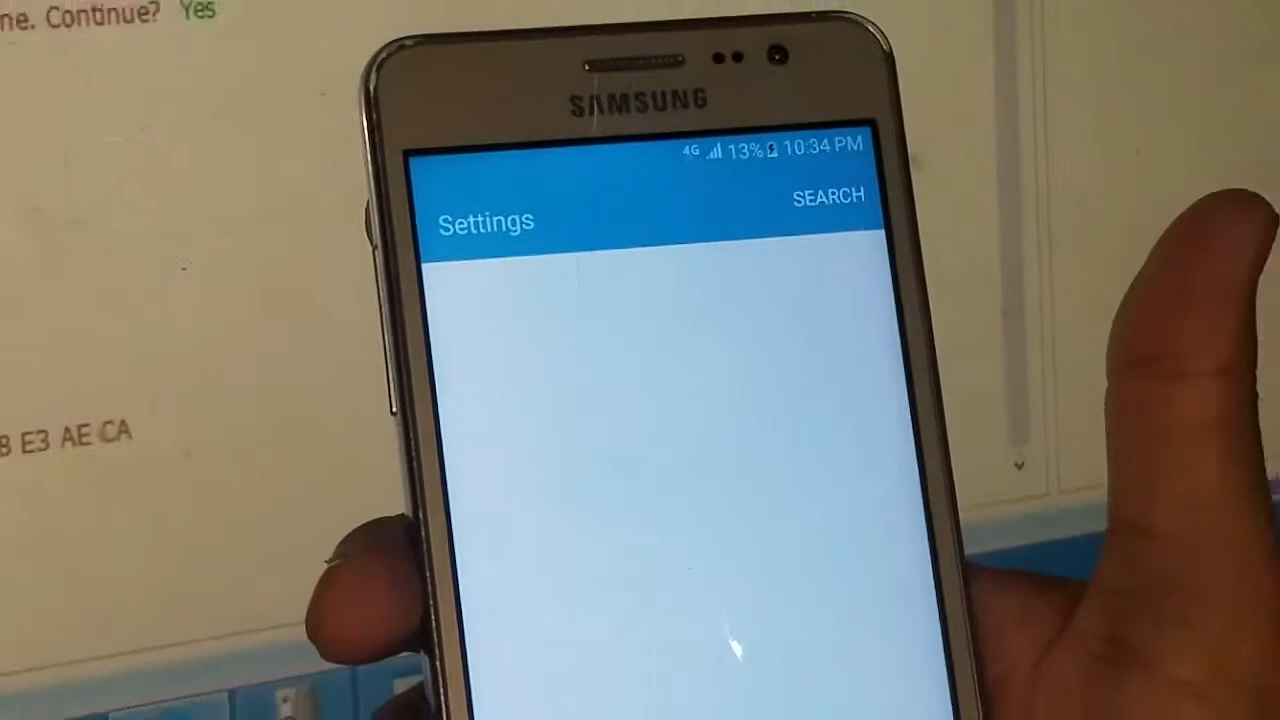 ne. Continue? Yes
SAMSUNG
4G 13% 10:34 PM
SEARCH
Settings
E3 AE CA